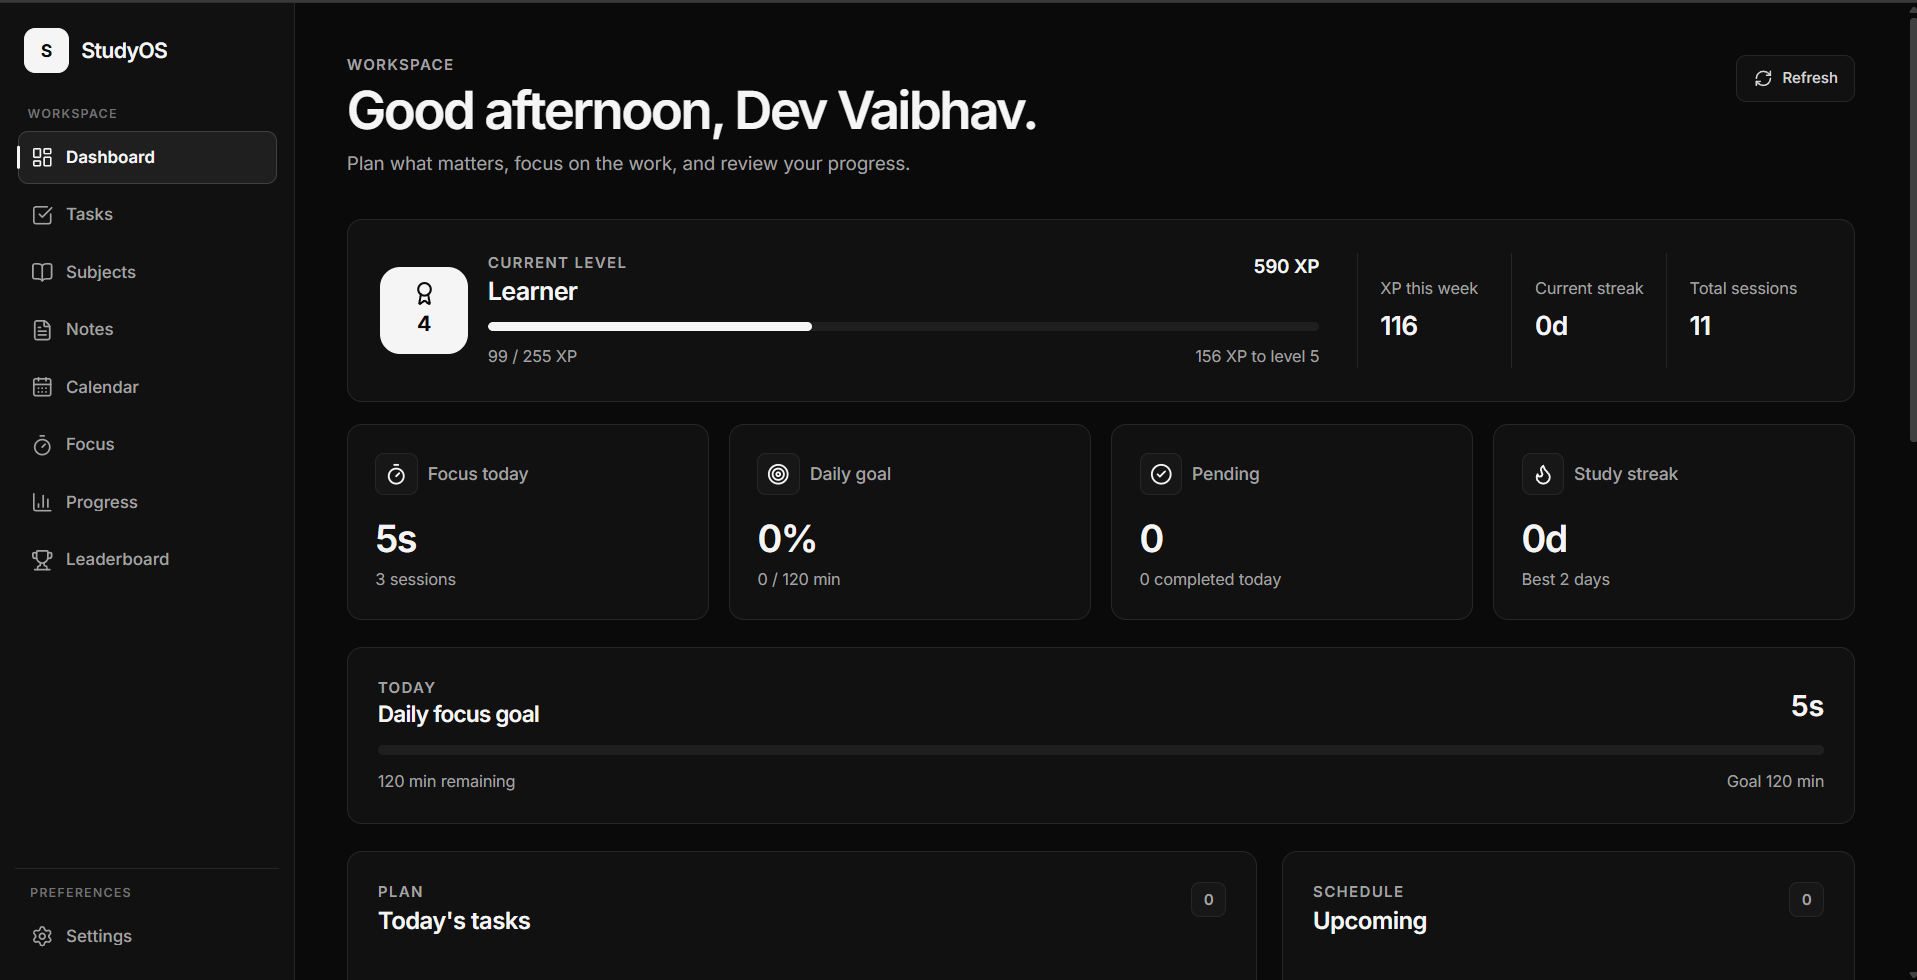 S
StudyOS
WORKSPACE
Dashboard
Tasks
Subjects
Notes
Calendar
Focus
Progress
Leaderboard
PREFERENCES
Settings
WORKSPACE
Good afternoon, Dev Vaibhav.
Plan what matters, focus on the work, and review your progress.
Refresh
4
CURRENT LEVEL
Learner
590 XP
99 / 255 XP
156 XP to level 5
XP this week
116
Current streak
0d
Total sessions
11
Focus today
5s
3 sessions
Daily goal
0%
0 / 120 min
Pending
0
0 completed today
Study streak
0d
Best 2 days
TODAY
Daily focus goal
5s
120 min remaining
Goal 120 min
PLAN
Today's tasks
0
SCHEDULE
Upcoming
0